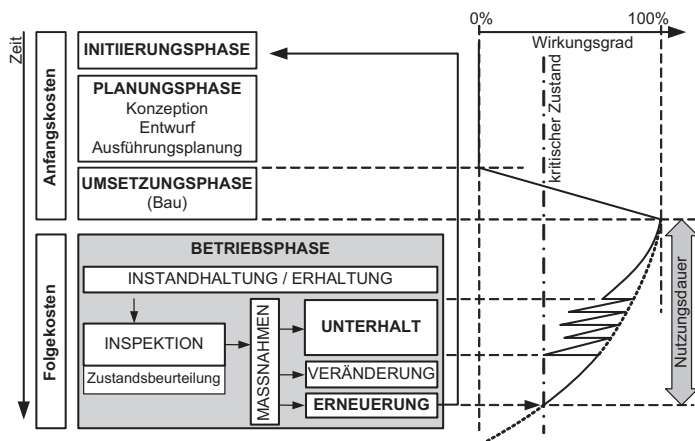 Zeit
Anfangskosten
INITIIERUNGSPHASE
PLANUNGSPHASE
Konzeption
Entwurf
Ausführungsplanung
UMSETZUNGSPHASE
(Bau)
Folgekosten
BETRIEBSPHASE
INSTANDHALTUNG / ERHALTUNG
INSPEKTION
Zustandsbeurteilung
MASSNAHMEN
UNTERHALT
VERÄNDERUNG
ERNEUERUNG
0%
100%
Wirkungsgrad
kritischer Zustand
Nutzungsdauer